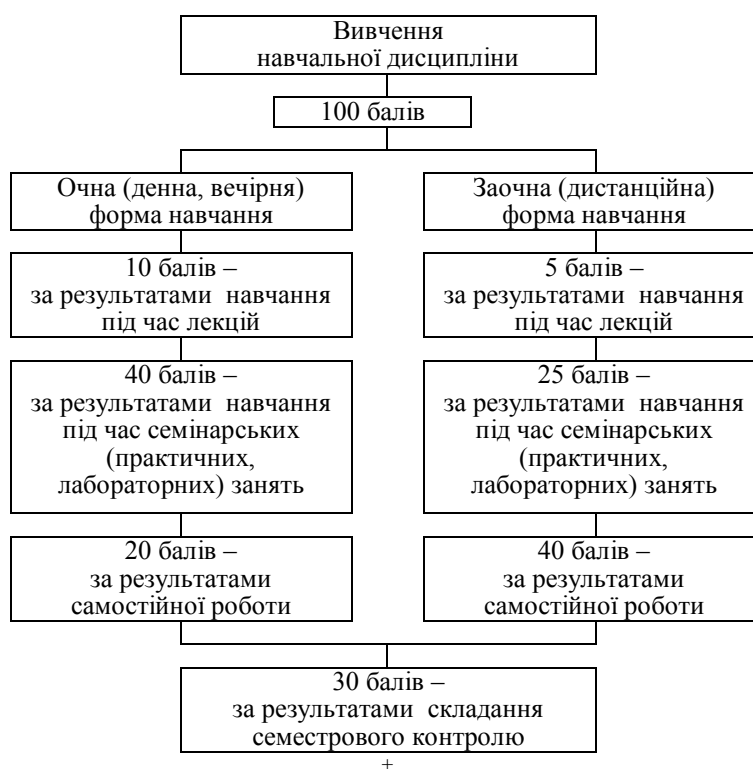 Вивчення
навчальної дисципліни
100 балів
Очна (денна, вечірня)
форма навчання
Заочна (дистанційна)
форма навчання
10 балів –
за результатами навчання
під час лекцій
5 балів –
за результатами навчання
під час лекцій
40 балів –
за результатами навчання
під час семінарських
(практичних,
лабораторних) занять
25 балів –
за результатами навчання
під час семінарських
(практичних,
лабораторних) занять
20 балів –
за результатами
самостійної роботи
40 балів –
за результатами
самостійної роботи
30 балів –
за результатами складання
семестрового контролю
+